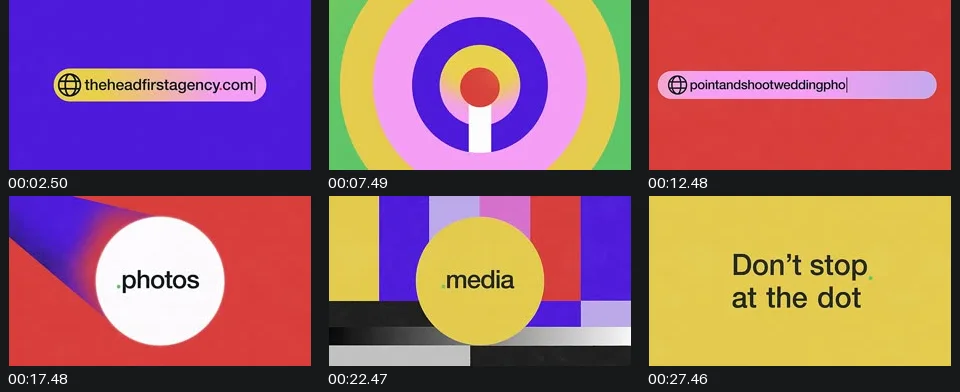 theheadfirstagency.com
00:02.50
00:07.49
pointandshootweddingpho
00:12.48
.photos
00:17.48
.media
00:22.47
Don't stop.
at the dot
00:27.46